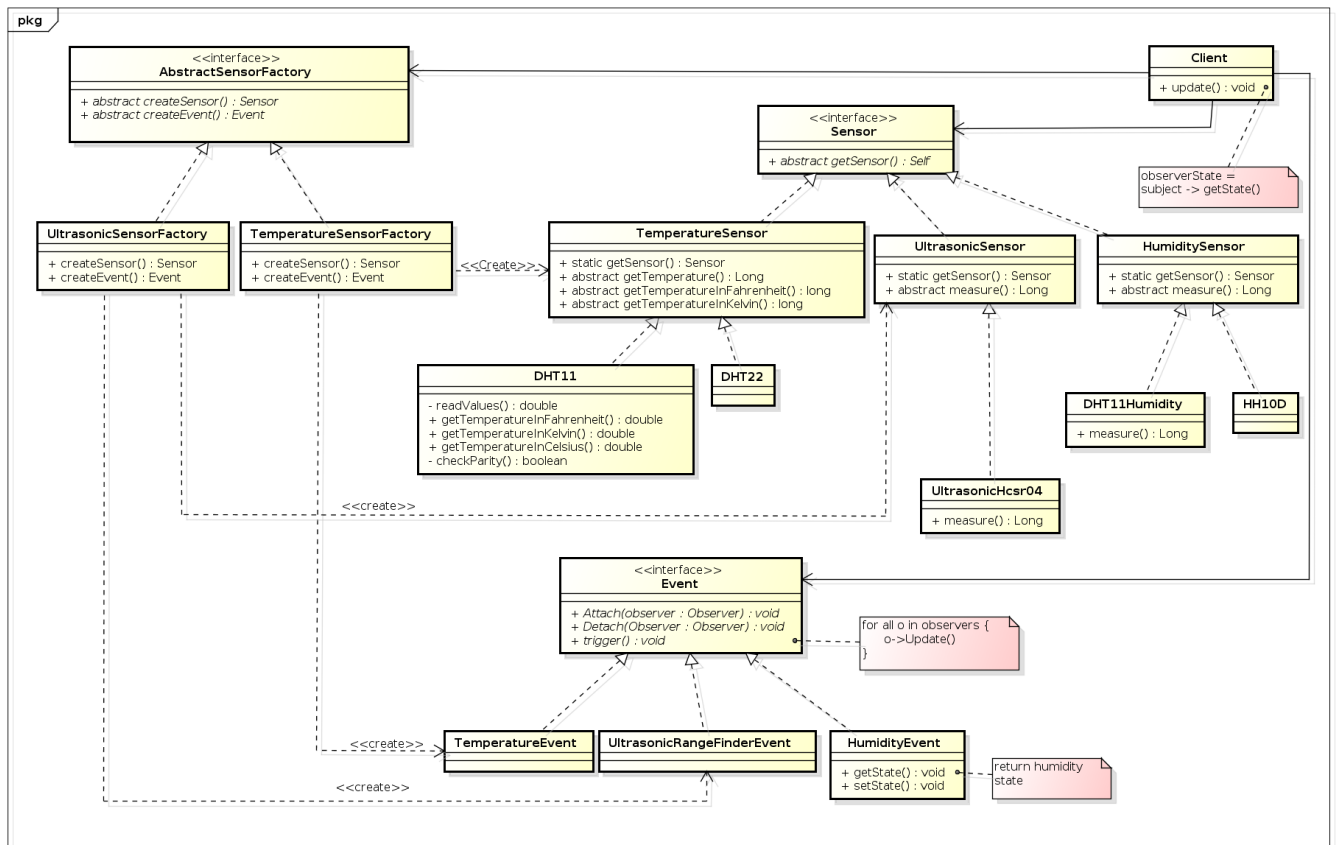 pkg
<<interface>>
AbstractSensorFactory
+ abstract createSensor() : Sensor
+ abstract createEvent() : Event
Client
+ update() : void
observerState =
subject -> getState()
<<interface>>
Sensor
+ abstract getSensor() : Self
UltrasonicSensorFactory
+ createSensor() : Sensor
+ createEvent() : Event
TemperatureSensorFactory
+ createSensor() : Sensor
+ createEvent() : Event
<<Create>>
TemperatureSensor
+ static getSensor() : Sensor
+ abstract getTemperature() : Long
+ abstract getTemperatureInFahrenheit() : long
+ abstract getTemperatureInKelvin() : long
UltrasonicSensor
+ static getSensor() : Sensor
+ abstract measure() : Long
HumiditySensor
+ static getSensor() : Sensor
+ abstract measure() : Long
DHT11
- readValues() : double
+ getTemperatureInFahrenheit() : double
+ getTemperatureInKelvin() : double
+ getTemperatureInCelsius() : double
- checkParity() : boolean
DHT22
DHT11Humidity
+ measure() : Long
HH10D
UltrasonicHcsr04
+ measure() : Long
<<create>>
<<interface>>
Event
+ Attach(observer : Observer) : void
+ Detach(Observer : Observer) : void
+ trigger() : void
for all o in observers {
o->Update()
}
<<create>>
TemperatureEvent
UltrasonicRangeFinderEvent
HumidityEvent
+ getState() : void
+ setState() : void
return humidity
state
<<create>>